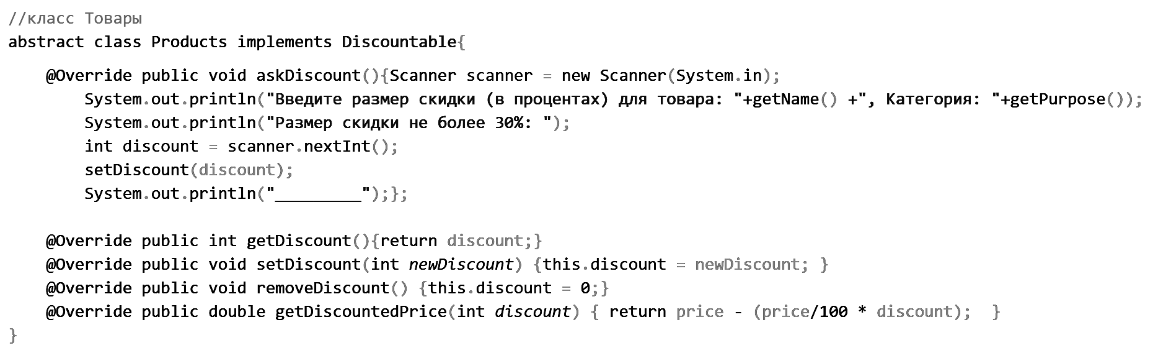 //класс Товары
abstract class Products implements Discountable{
@Override public void askDiscount(){Scanner scanner = new Scanner(System.in);
System.out.println("Введите размер скидки (в процентах) для товара: "+getName() +", Категория: "+getPurpose());
System.out.println("Размер скидки не более 30%: ");
int discount = scanner.nextInt();
setDiscount(discount);
System.out.println("_________");};
@Override public int getDiscount(){return discount;}
@Override public void setDiscount(int newDiscount) {this.discount = newDiscount; }
@Override public void removeDiscount() {this.discount = 0;}
@Override public double getDiscountedPrice(int discount) { return price - (price/100 * discount);  }
}